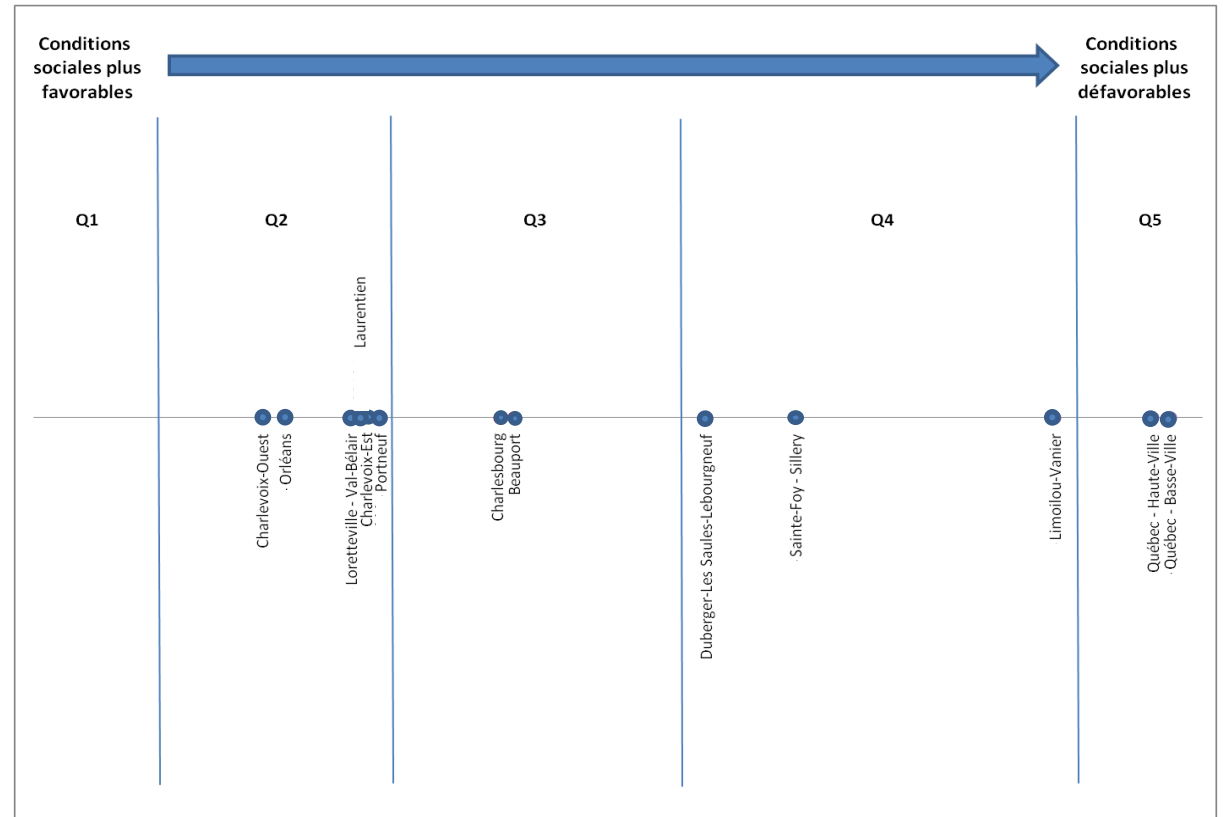 Conditions
sociales plus
favorables
Conditions
sociales plus
défavorables
Q1
Q2
Q3
Q4
Q5
Laurentien
Charlevoix-Ouest
Orléans
Loretteville - Val-Bélair
Charlevoix-Est
Portneuf
Charlesbourg
Beauport
Duberger-Les Saules-Lebourgneuf
Sainte-Foy - Sillery
Limoilou-Vanier
Québec - Haute-Ville
Québec - Basse-Ville